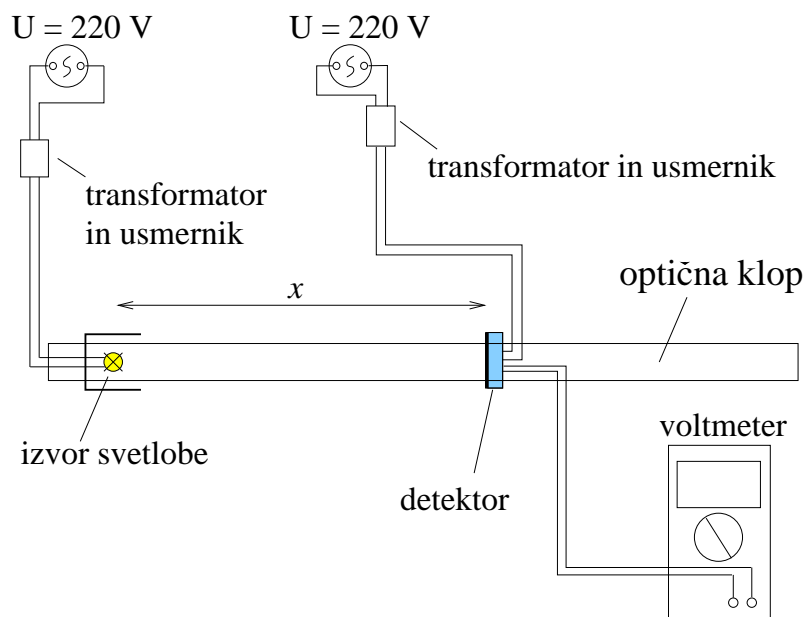 U = 220 V
U = 220 V
transformator
in usmernik
transformator in usmernik
optična klop
x
izvor svetlobe
detektor
voltmeter